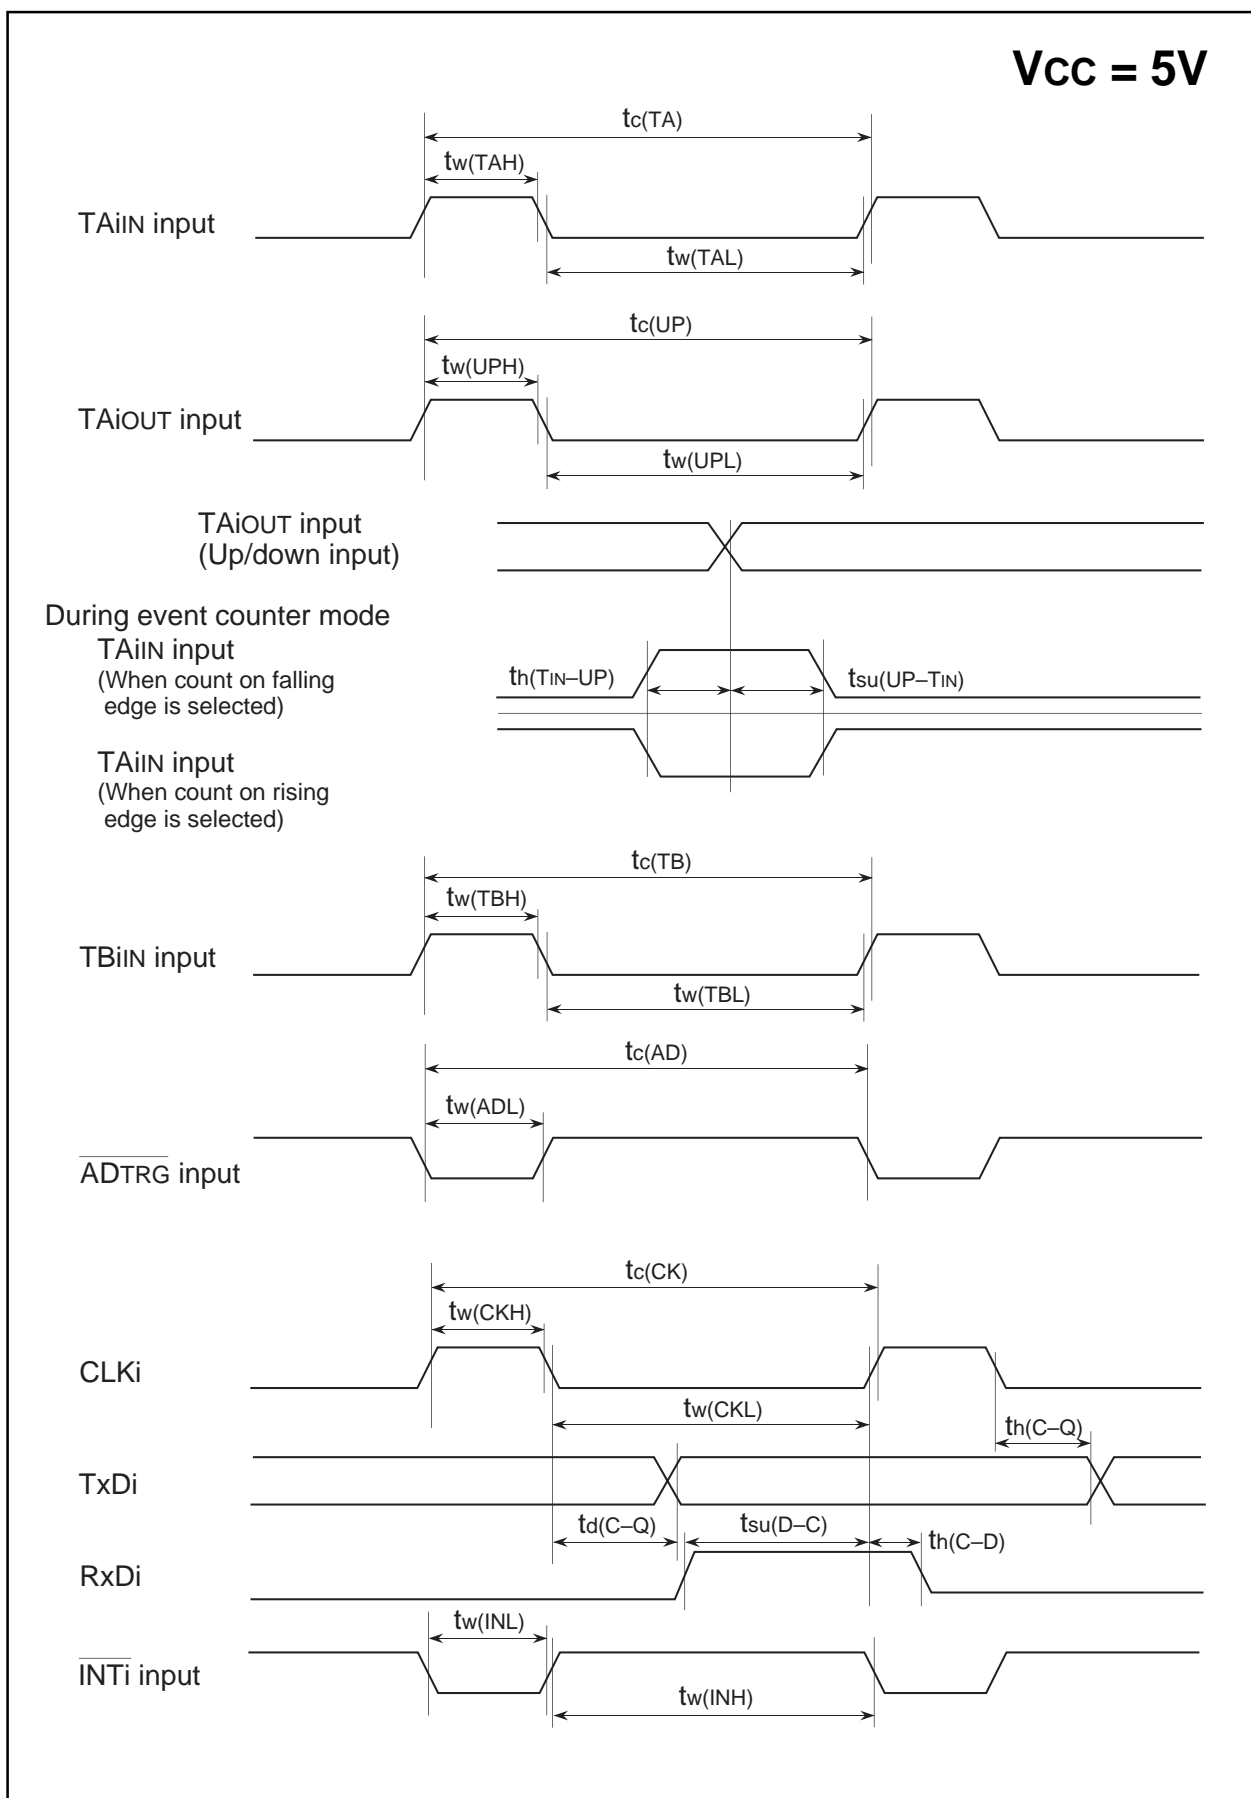 VCC = 5V
tc(TA)
tw(TAH)
TAiIN input
tw(TAL)
tc(UP)
tw(UPH)
TAiOUT input
tw(UPL)
TAiOUT input
(Up/down input)
During event counter mode
TAiIN input
(When count on falling
edge is selected)
th(TIN–UP)
tsu(UP–TIN)
TAiIN input
(When count on rising
edge is selected)
tc(TB)
tw(TBH)
TBiIN input
tw(TBL)
tc(AD)
tw(ADL)
ADTRG input
tc(CK)
tw(CKH)
CLKi
tw(CKL)
th(C–Q)
TxDi
td(C–Q)
tsu(D–C)
th(C–D)
RxDi
tw(INL)
INTi input
tw(INH)